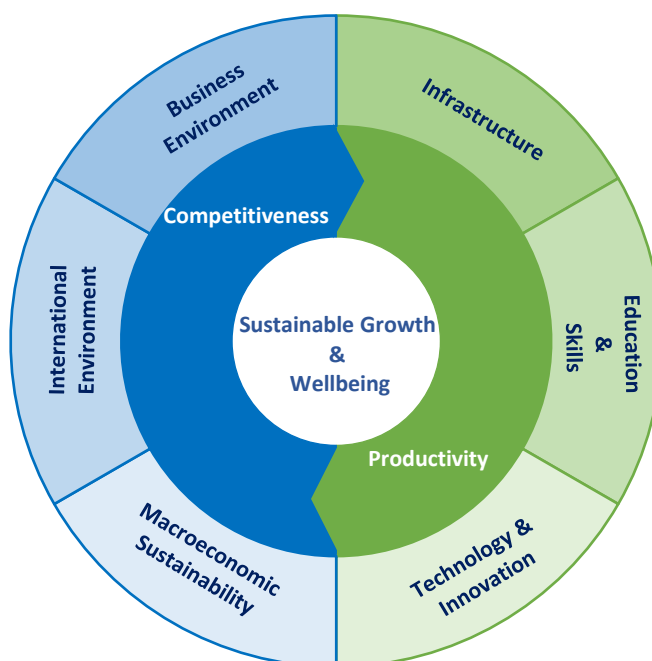 Business
Environment
Infrastructure
Competitiveness
International
Environment
Sustainable Growth
&
Wellbeing
Education
&
Skills
Productivity
Macroeconomic
Sustainability
Technology &
Innovation